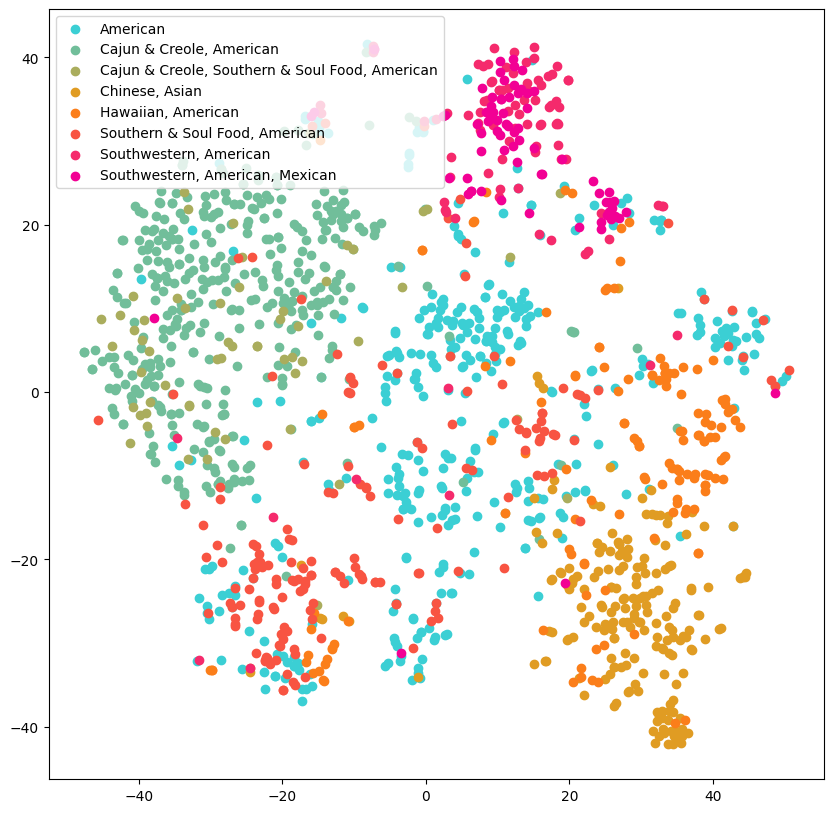 American
Cajun & Creole, American
Cajun & Creole, Southern & Soul Food, American
Chinese, Asian
Hawaiian, American
Southern & Soul Food, American
Southwestern, American
Southwestern, American, Mexican
40
20
0
−20
−40
−40
−20
0
20
40